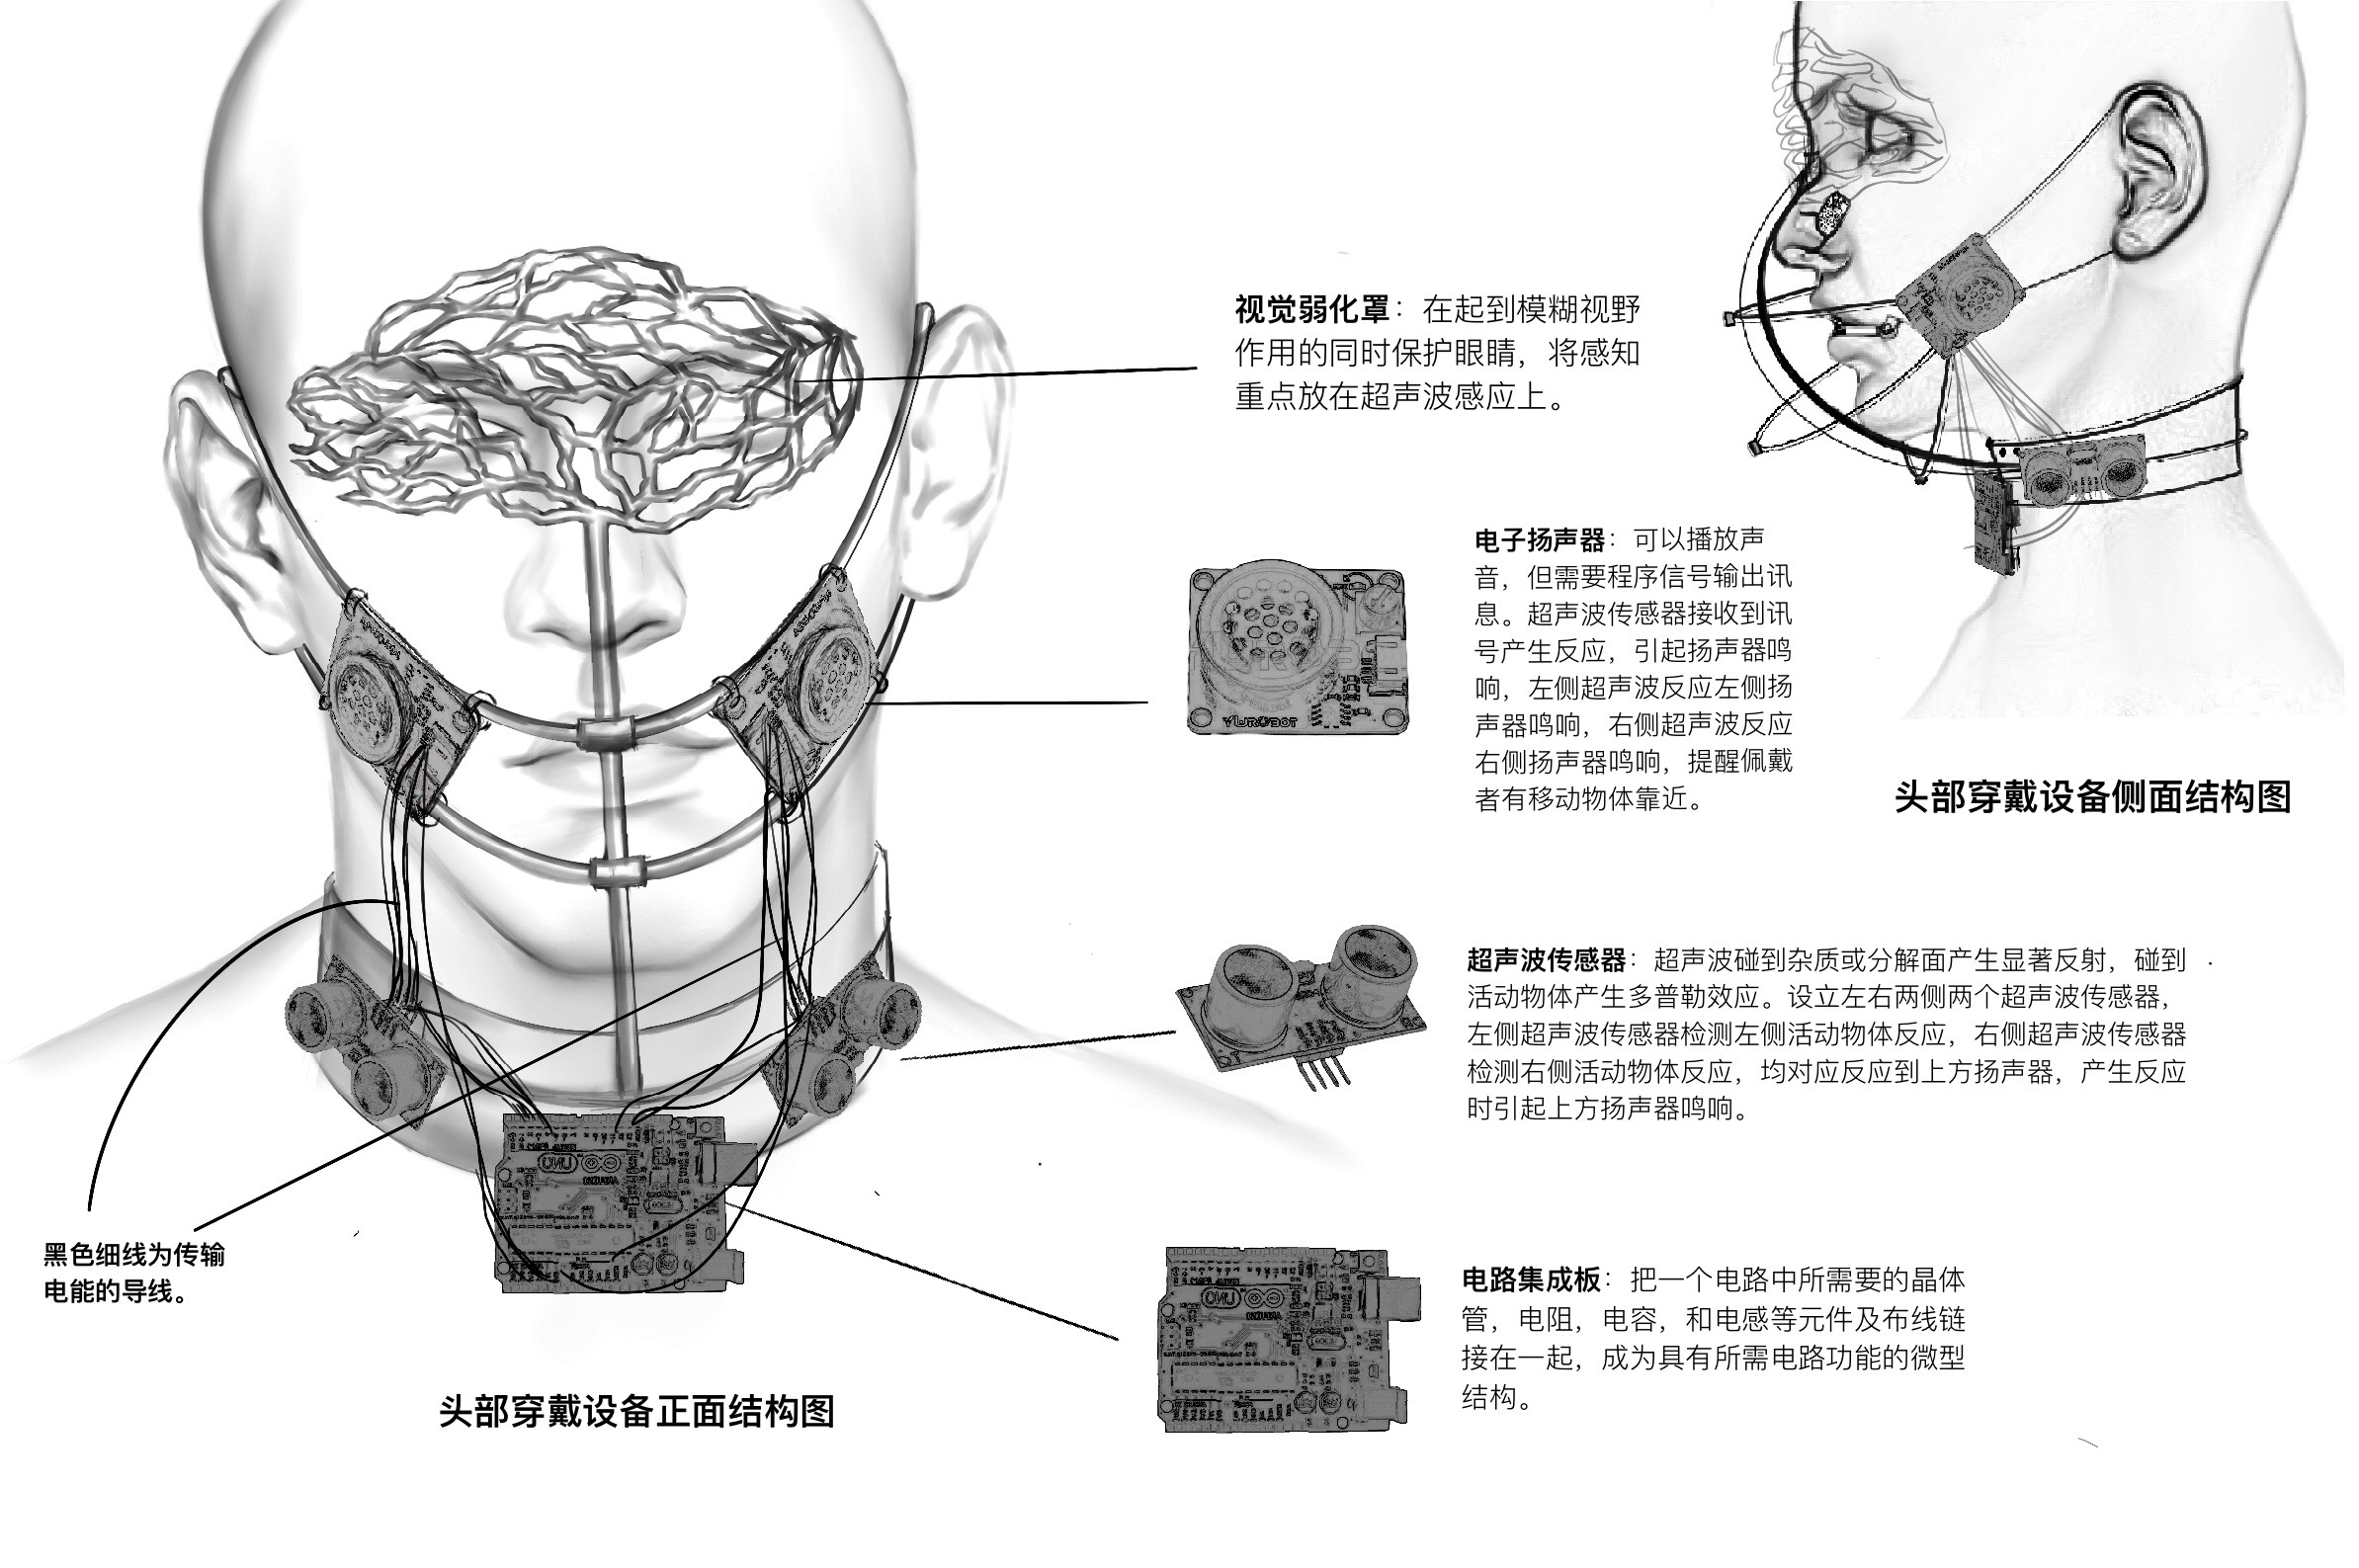 视觉弱化罩：在起到模糊视野
作用的同时保护眼睛，将感知
重点放在超声波感应上。
电子扬声器：可以播放声
音，但需要程序信号输出讯
息。超声波传感器接收到讯
号产生反应，引起扬声器鸣
响，左侧超声波反应左侧扬
声器鸣响，右侧超声波反应
右侧扬声器鸣响，提醒佩戴
者有移动物体靠近。
YWROBOT
头部穿戴设备侧面结构图
超声波传感器：超声波碰到杂质或分解面产生显著反射，碰到
活动物体产生多普勒效应。设立左右两侧两个超声波传感器，
左侧超声波传感器检测左侧活动物体反应，右侧超声波传感器
检测右侧活动物体反应，均对应反应到上方扬声器，产生反应
时引起上方扬声器鸣响。
黑色细线为传输
电能的导线。
电路集成板：把一个电路中所需要的晶体
管，电阻，电容，和电感等元件及布线链
接在一起，成为具有所需电路功能的微型
结构。
头部穿戴设备正面结构图